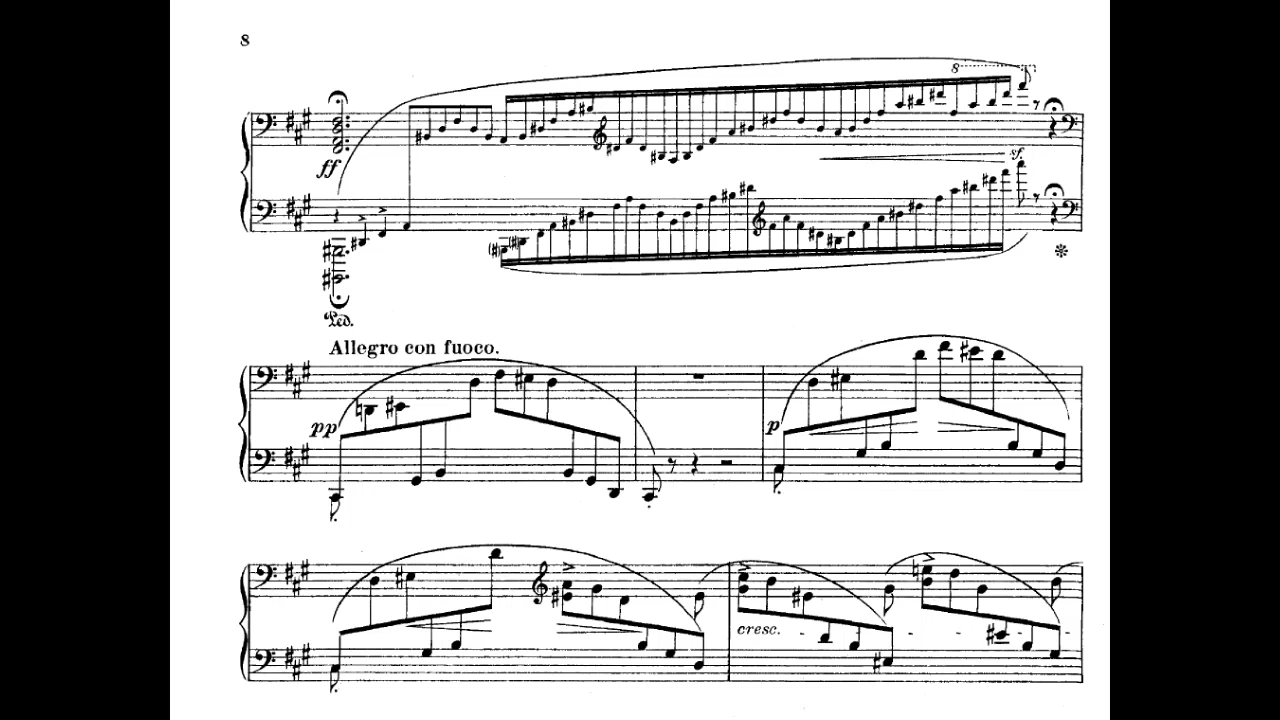 8
8
ff
sf.
Ped.
Allegro con fuoco.
pp
p
cresc.